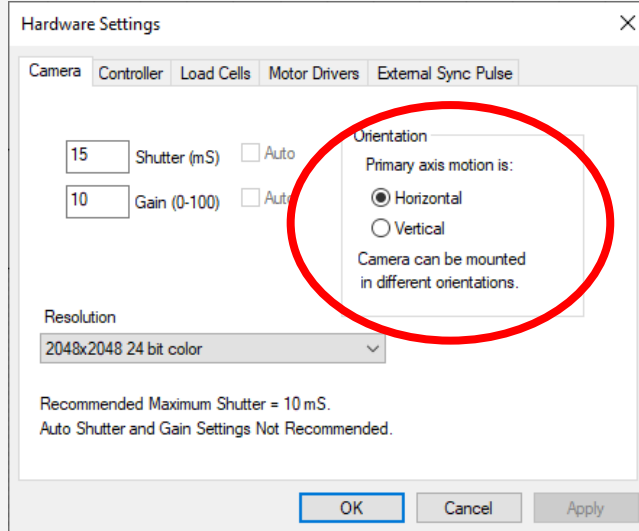 Hardware Settings
Camera Controller Load Cells Motor Drivers External Sync Pulse
15 Shutter (mS) Auto
10 Gain (0-100) Auto
Orientation
Primary axis motion is:
Horizontal
Vertical
Camera can be mounted
in different orientations.
Resolution
2048x2048 24 bit color
Recommended Maximum Shutter = 10 mS.
Auto Shutter and Gain Settings Not Recommended.
OK Cancel Apply